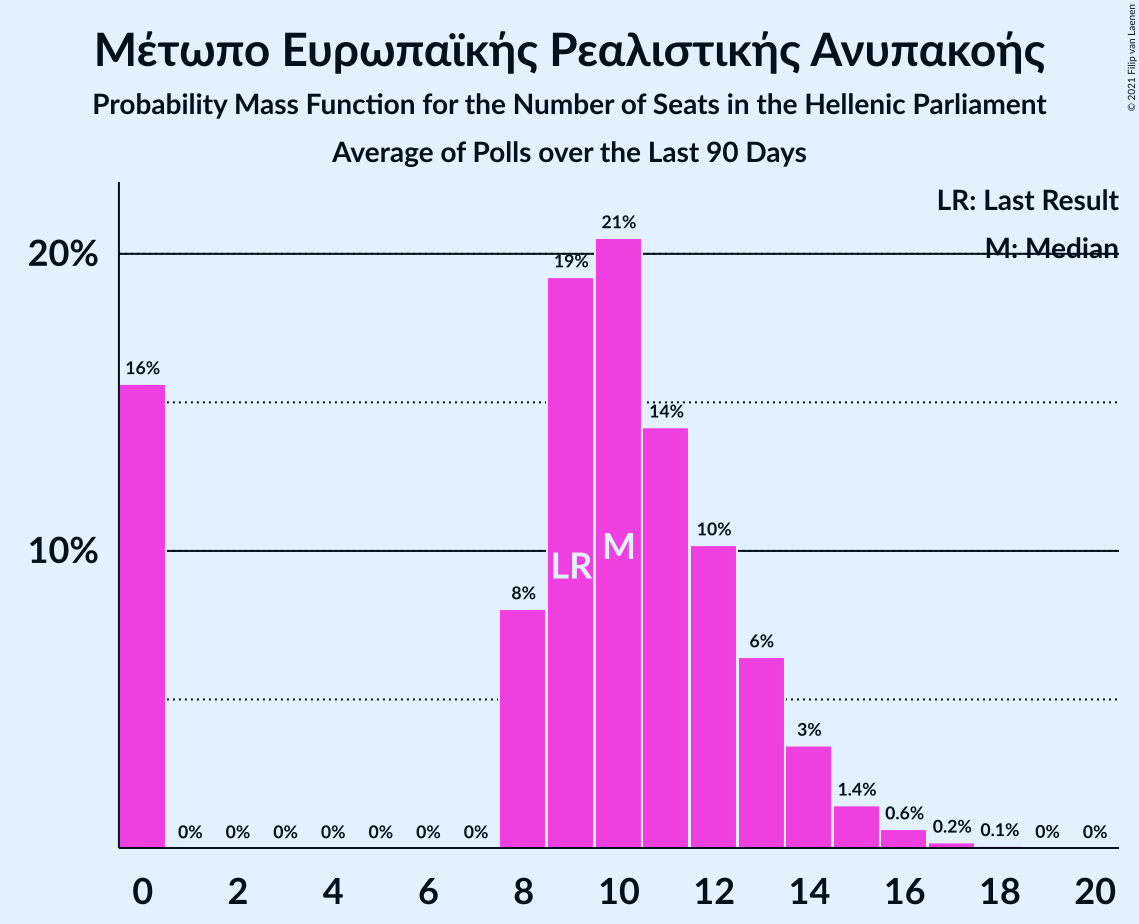 Μέτωπο Ευρωπαϊκής Ρεαλιστικής Ανυπακοής
Probability Mass Function for the Number of Seats in the Hellenic Parliament
Average of Polls over the Last 90 Days
© 2021 Filip van Laenen
LR: Last Result
M: Median
20%
10%
16%
0%
0%
0%
0%
0%
0%
0%
8%
19%
21%
14%
10%
6%
3%
1.4%
0.6%
0.2%
0.1%
0%
0%
LR
M
0 2 4 6 8 10 12 14 16 18 20